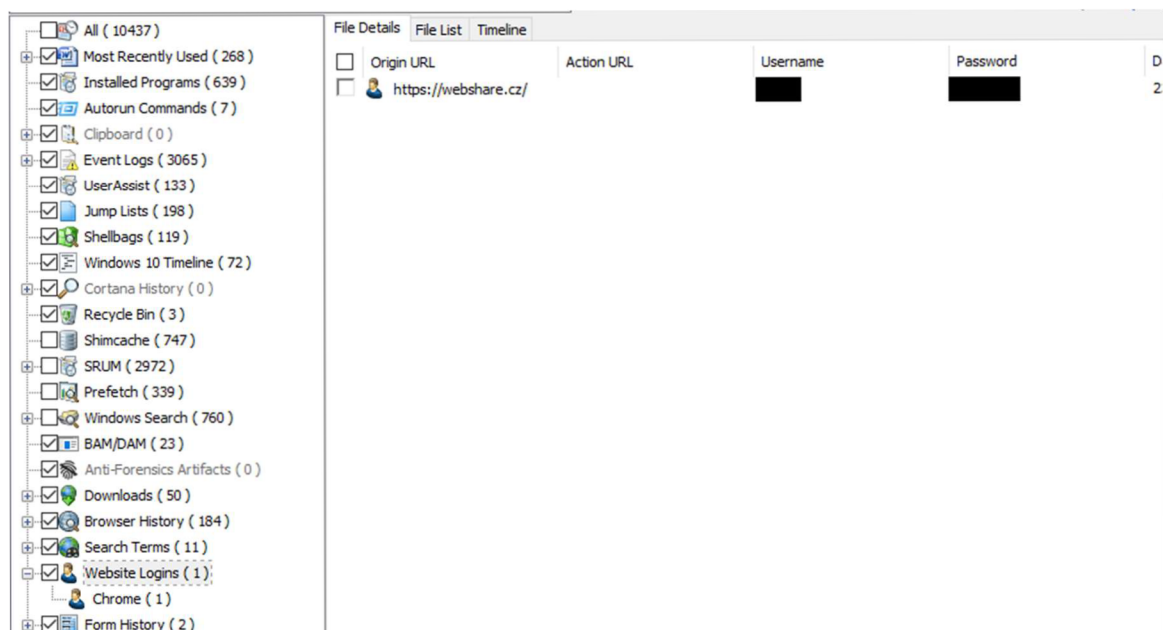 All ( 10437 )
Most Recently Used ( 268 )
Installed Programs ( 639 )
Autorun Commands ( 7 )
Clipboard ( 0 )
Event Logs ( 3065 )
UserAssist ( 133 )
Jump Lists ( 198 )
Shellbags ( 119 )
Windows 10 Timeline ( 72 )
Cortana History ( 0 )
Recycle Bin ( 3 )
Shimcache ( 747 )
SRUM ( 2972 )
Prefetch ( 339 )
Windows Search ( 760 )
BAM/DAM ( 23 )
Anti-Forensics Artifacts ( 0 )
Downloads ( 50 )
Browser History ( 184 )
Search Terms ( 11 )
Website Logins ( 1 )
Chrome ( 1 )
Form History ( 2 )
File Details File List Timeline
Origin URL Action URL Username Password
https://webshare.cz/